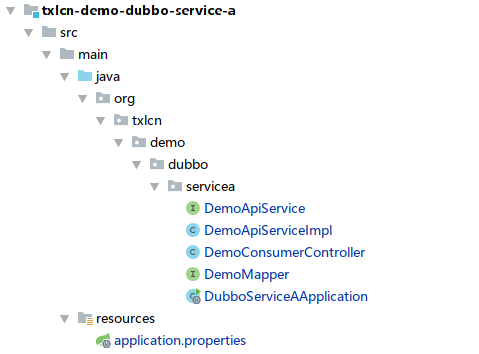 txlcn-demo-dubbo-service-a
src
main
java
org
txlcn
demo
dubbo
servicea
I DemoApiService
C DemoApiServiceImpl
C DemoConsumerController
I DemoMapper
C DubboServiceAApplication
resources
application.properties